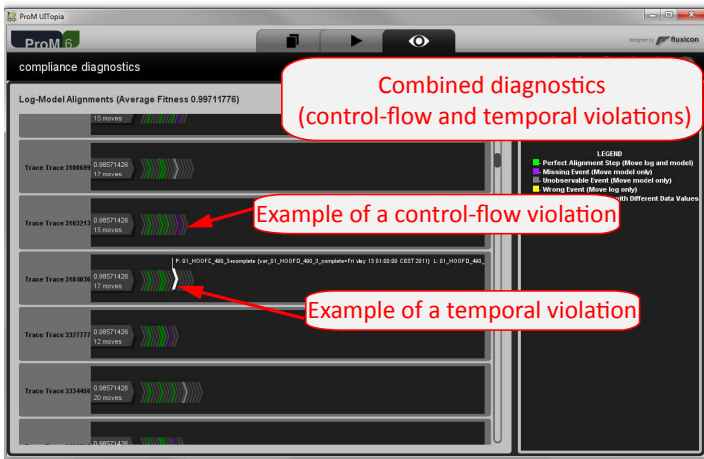 ProM UITopia
ProM 6
designed by fluxicon
compliance diagnostics
Combined diagnostics
(control-flow and temporal violations)
Log-Model Alignments (Average Fitness 0.99711776)
15 moves
LEGEND
Perfect Alignment Step (Move log and model)
Missing Event (Move model only)
Unobservable Event (Move model only)
Wrong Event (Move log only)
with Different Data Values
Trace Trace 3100699 0.98571426
17 moves
Trace Trace 3103213 0.98571426
15 moves
Example of a control-flow violation
Trace Trace 3184036 0.98571426
17 moves
Example of a temporal violation
Trace Trace 3327777 0.98571426
12 moves
Trace Trace 3334456 0.98571426
20 moves
0.98571426